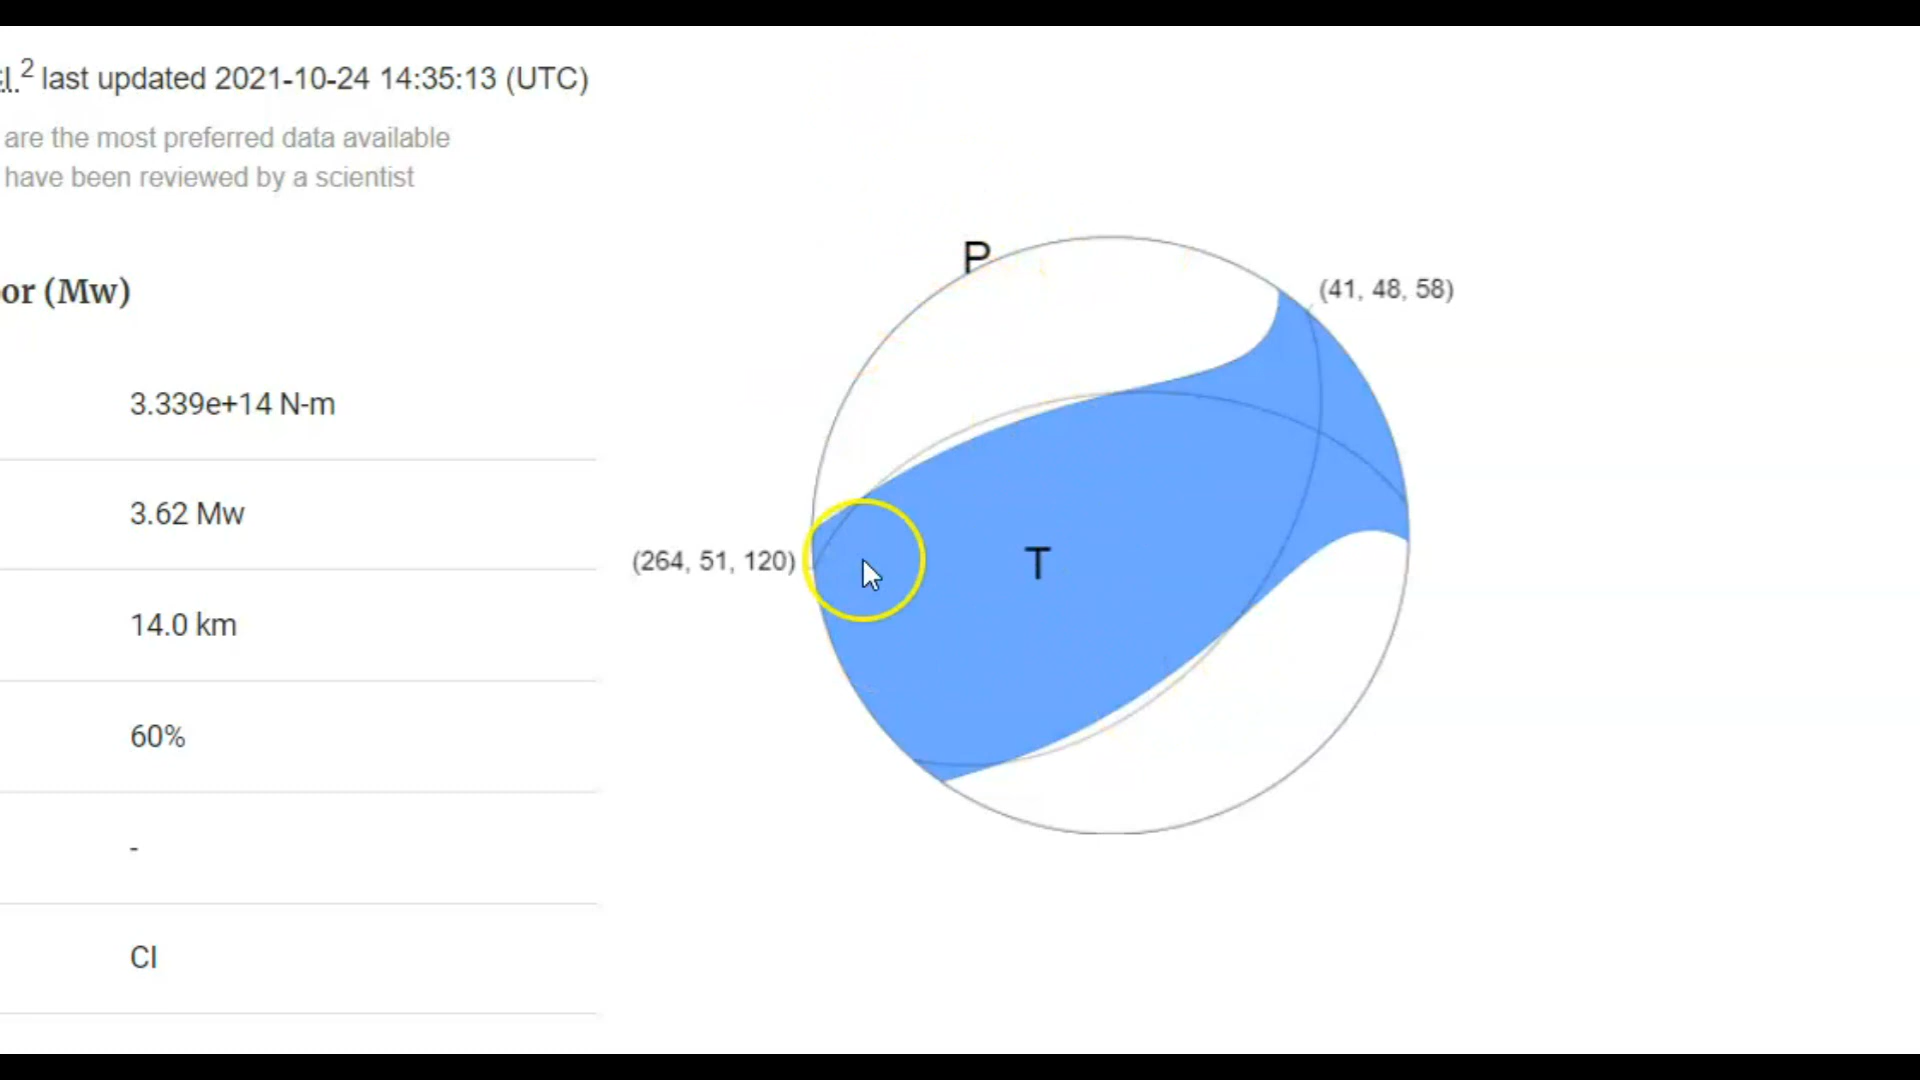 last updated 2021-10-24 14:35:13 (UTC)
are the most preferred data available
have been reviewed by a scientist
P
(41, 48, 58)
or (Mw)
3.339e+14 N-m
3.62 Mw
(264, 51, 120)
T
14.0 km
60%
-
CI